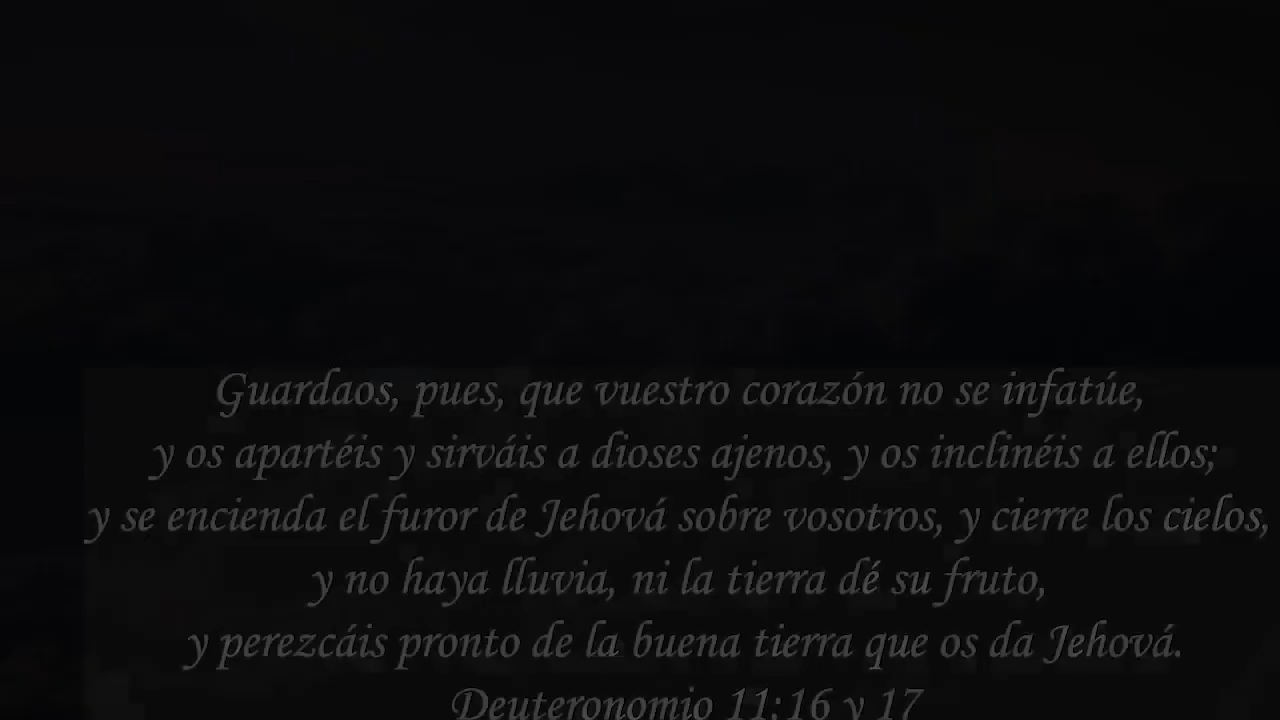 Guardaos, pues, que vuestro corazón no se infatúe,
y os apartéis y sirváis a dioses ajenos, y os inclinéis a ellos;
y se encienda el furor de Jehová sobre vosotros, y cierre los cielos,
y no haya lluvia, ni la tierra dé su fruto,
y perezcáis pronto de la buena tierra que os da Jehová.
Deuteronomio 11:16 y 17